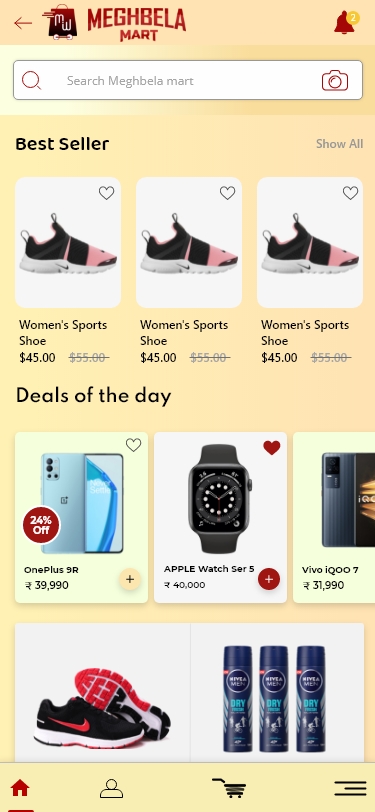 MW
MEGHBELA
MART
2
Search Meghbela mart
Best Seller
Show All
Women's Sports
Shoe
$45.00 $55.00
Women's Sports
Shoe
$45.00 $55.00
Women's Sports
Shoe
$45.00 $55.00
Deals of the day
24%
Off
OnePlus 9R
₹ 39,990
APPLE Watch Ser 5
₹ 40,000
iQOO
Vivo iQOO 7
₹ 31,990
NIVEA
MEN
DRY
NIVEA
MEN
DRY
NIVEA
MEN
DRY